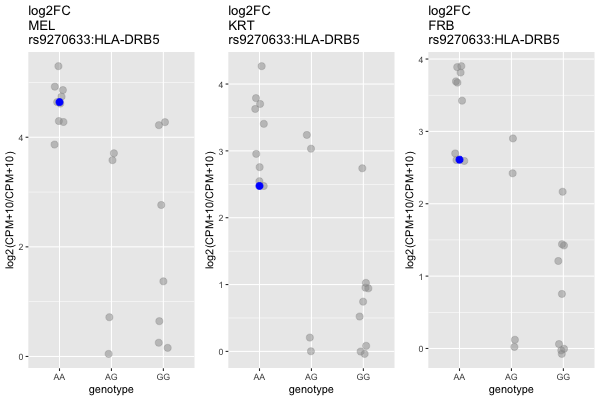 log2FC
MEL
rs9270633:HLA-DRB5
log2(CPM+10/CPM+10)
4
2
0
AA AG GG
genotype
log2FC
KRT
rs9270633:HLA-DRB5
log2(CPM+10/CPM+10)
4
3
2
1
0
AA AG GG
genotype
log2FC
FRB
rs9270633:HLA-DRB5
log2(CPM+10/CPM+10)
4
3
2
1
0
AA AG GG
genotype